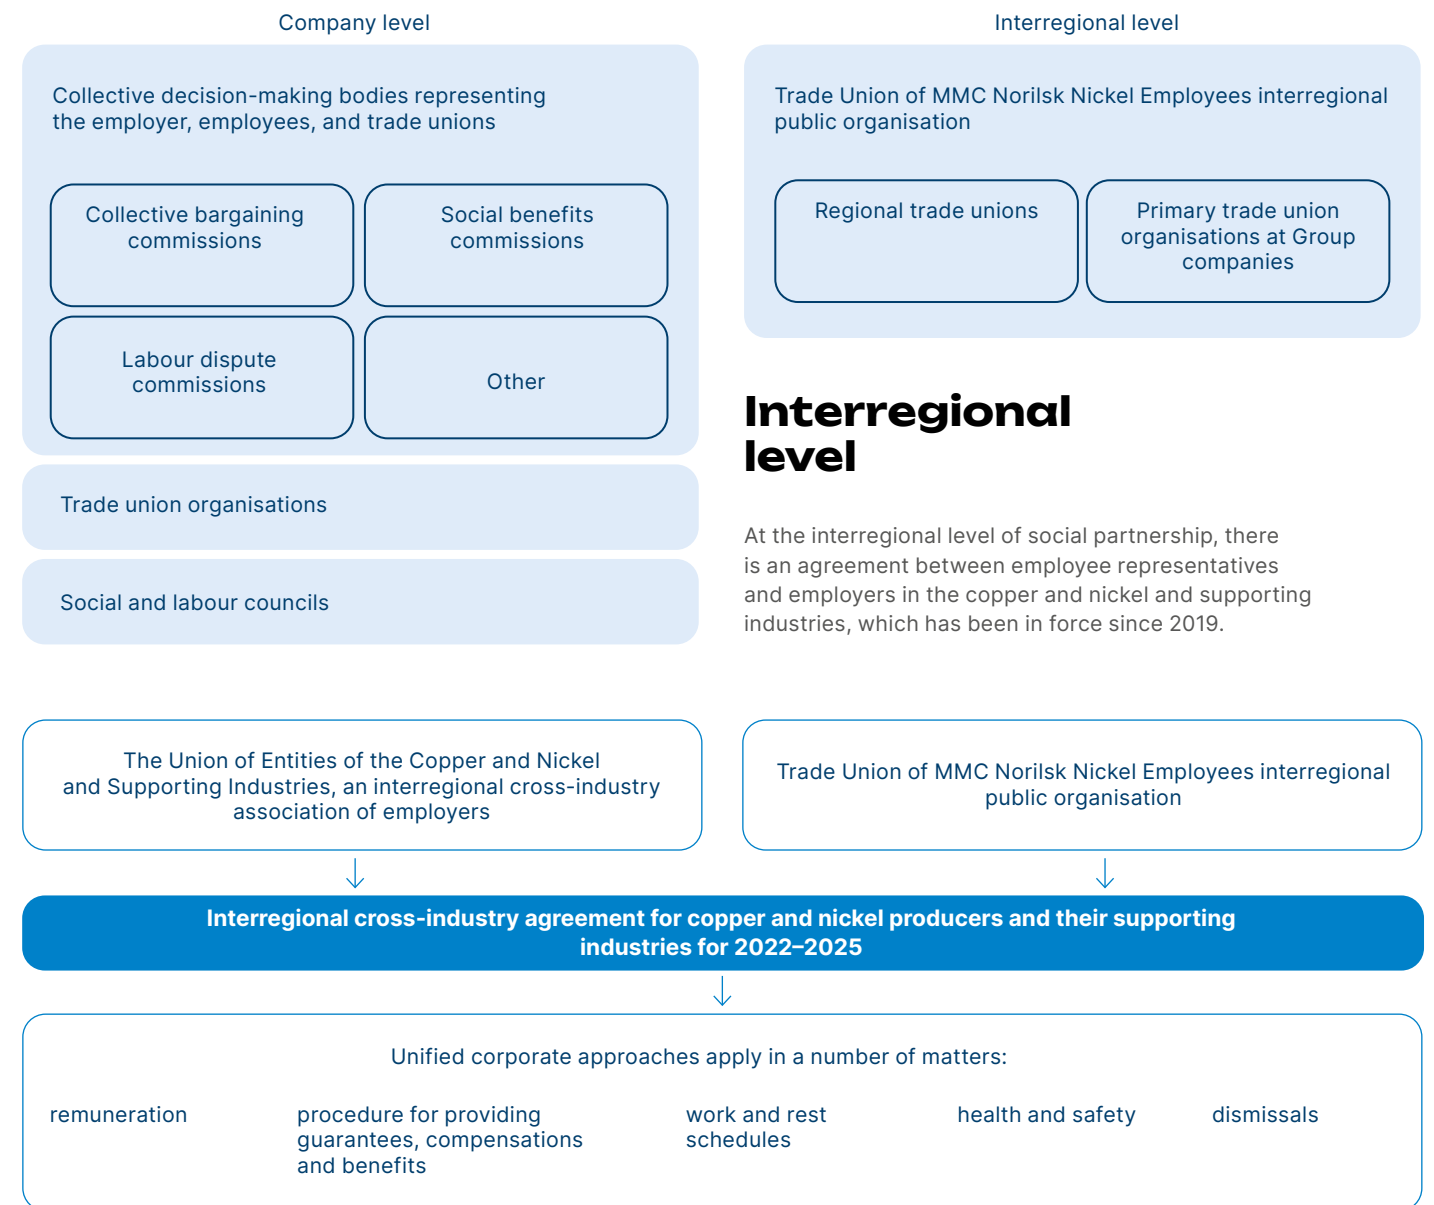 Company level
Collective decision-making bodies representing
the employer, employees, and trade unions
Collective bargaining
commissions
Social benefits
commissions
Labour dispute
commissions
Other
Trade union organisations
Social and labour councils
Interregional level
Trade Union of MMC Norilsk Nickel Employees interregional
public organisation
Regional trade unions
Primary trade union
organisations at Group
companies
Interregional
level
At the interregional level of social partnership, there
is an agreement between employee representatives
and employers in the copper and nickel and supporting
industries, which has been in force since 2019.
The Union of Entities of the Copper and Nickel
and Supporting Industries, an interregional cross-industry
association of employers
Trade Union of MMC Norilsk Nickel Employees interregional
public organisation
Interregional cross-industry agreement for copper and nickel producers and their supporting
industries for 2022–2025
Unified corporate approaches apply in a number of matters:
remuneration
procedure for providing
guarantees, compensations
and benefits
work and rest
schedules
health and safety
dismissals